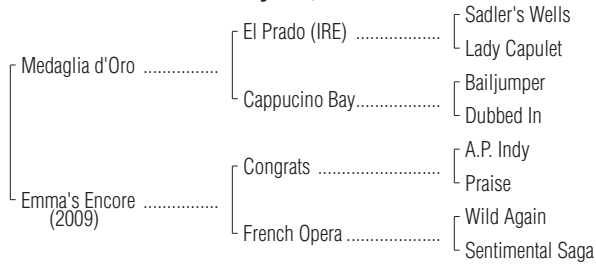 Sadler's Wells
El Prado (IRE) ..................
Lady Capulet
Medaglia d'Oro ................
Bailjumper
Cappucino Bay..................
Dubbed In
A.P. Indy
Congrats .......................
Praise
Emma's Encore ................
(2009)
Wild Again
French Opera ....................
Sentimental Saga